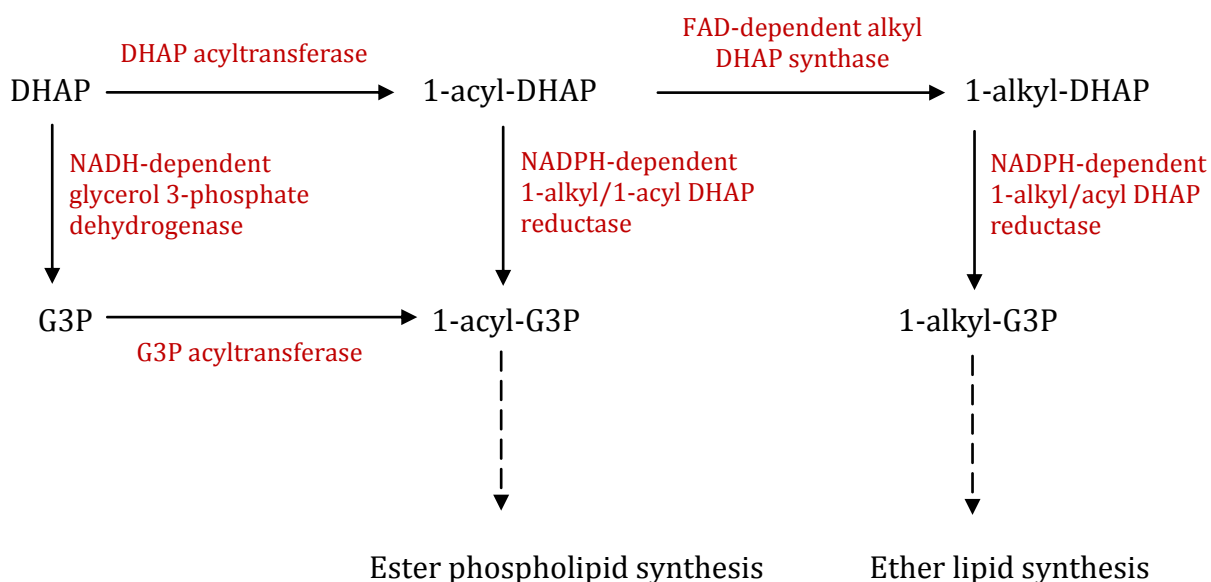 FAD-dependent alkyl
DHAP synthase
DHAP acyltransferase
DHAP
1-acyl-DHAP
1-alkyl-DHAP
NADH-dependent
glycerol 3-phosphate
dehydrogenase
NADPH-dependent
1-alkyl/1-acyl DHAP
reductase
NADPH-dependent
1-alkyl/acyl DHAP
reductase
G3P
1-acyl-G3P
1-alkyl-G3P
G3P acyltransferase
Ester phospholipid synthesis
Ether lipid synthesis